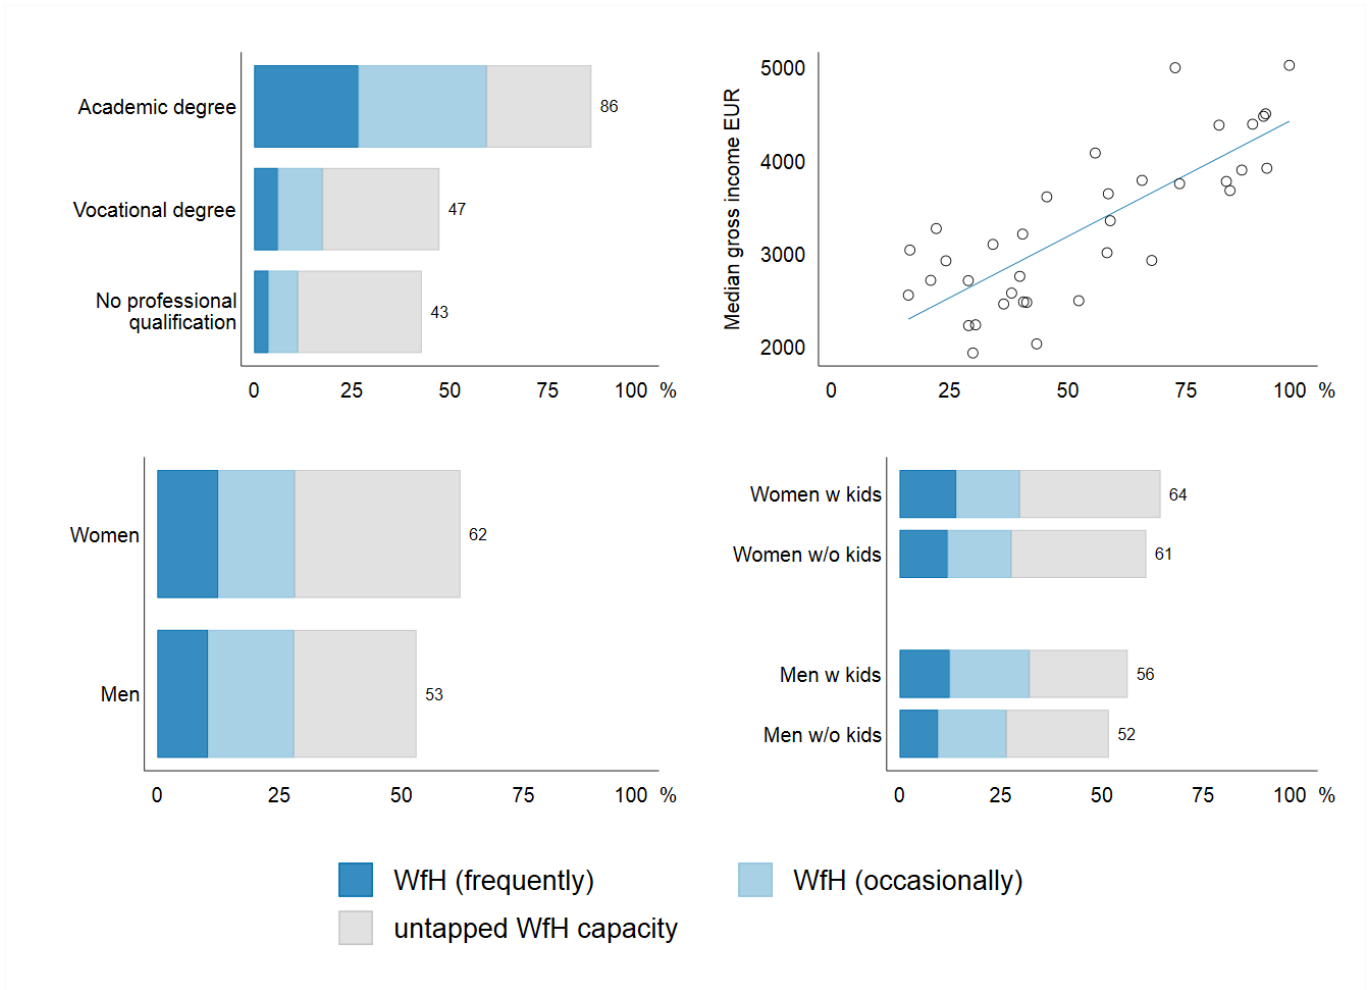 Academic degree
86
Vocational degree
47
No professional
qualification
43
0 25 50 75 100 %
Median gross income EUR
5000
4000
3000
2000
0 25 50 75 100 %
Women
62
Men
53
0 25 50 75 100 %
Women w kids
64
Women w/o kids
61
Men w kids
56
Men w/o kids
52
0 25 50 75 100 %
WfH (frequently)
WfH (occasionally)
untapped WfH capacity